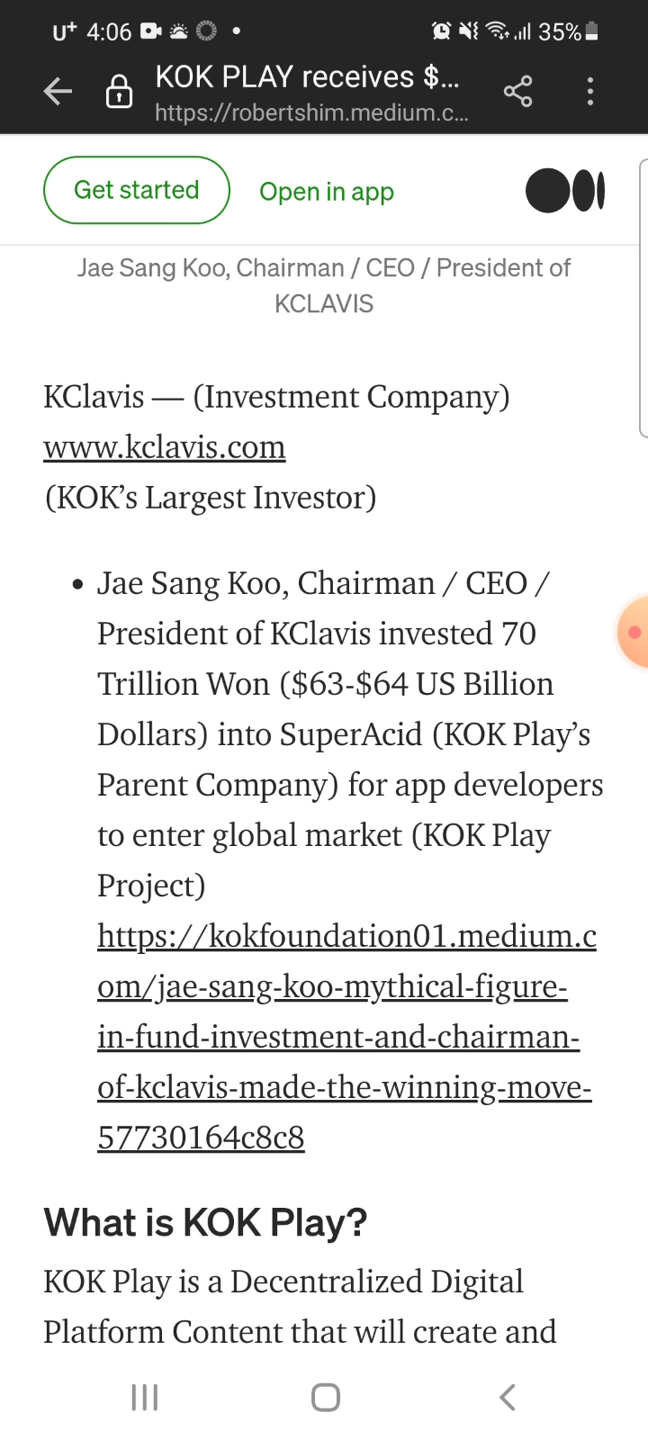 U+ 4:06 35%
KOK PLAY receives $...
https://robertshim.medium.c...
Get started Open in app
Jae Sang Koo, Chairman / CEO / President of
KCLAVIS
KClavis — (Investment Company)
www.kclavis.com
(KOK’s Largest Investor)
• Jae Sang Koo, Chairman / CEO /
President of KClavis invested 70
Trillion Won ($63-$64 US Billion
Dollars) into SuperAcid (KOK Play’s
Parent Company) for app developers
to enter global market (KOK Play
Project)
https://kokfoundation01.medium.c
om/jae-sang-koo-mythical-figure-
in-fund-investment-and-chairman-
of-kclavis-made-the-winning-move-
57730164c8c8
What is KOK Play?
KOK Play is a Decentralized Digital
Platform Content that will create and